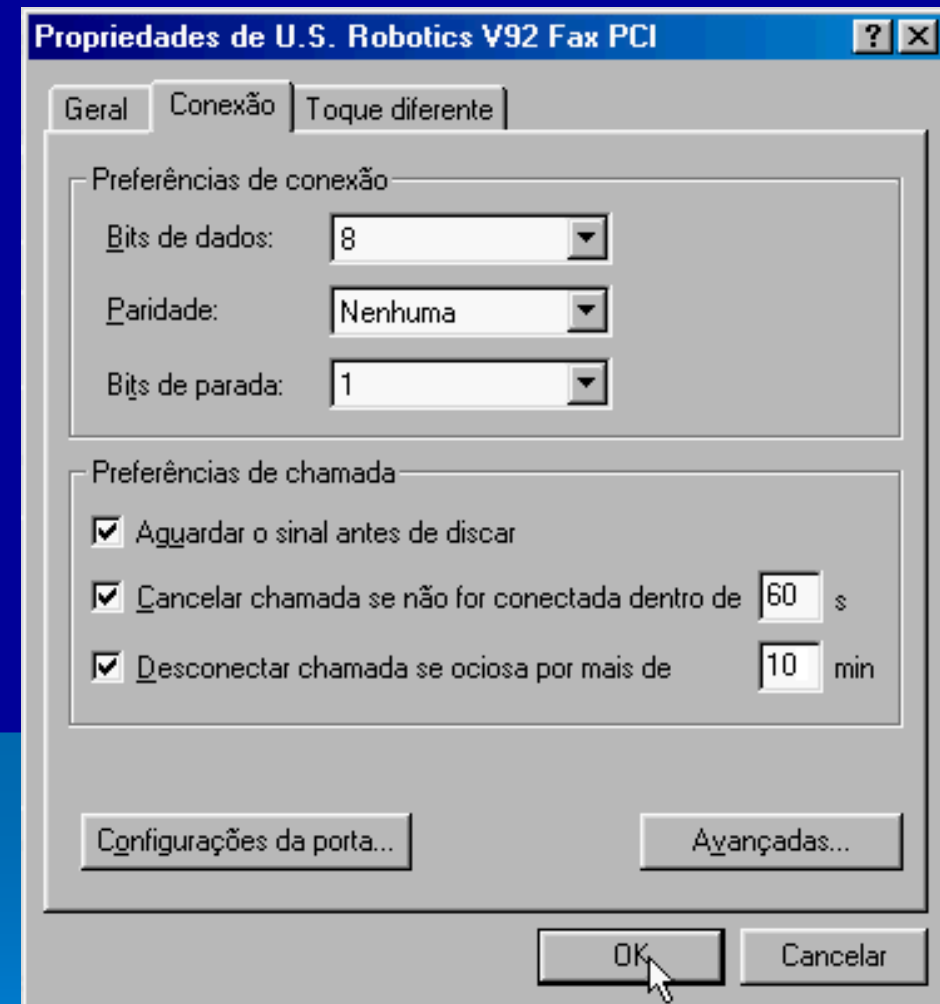 Propriedades de U.S. Robotics V92 Fax PCI
Geral Conexão Toque diferente
Preferências de conexão
Bits de dados: 8
Paridade: Nenhuma
Bits de parada: 1
Preferências de chamada
Aguardar o sinal antes de discar
Cancelar chamada se não for conectada dentro de 60 s
Desconectar chamada se ociosa por mais de 10 min
Configurações da porta... Avançadas...
OK Cancelar